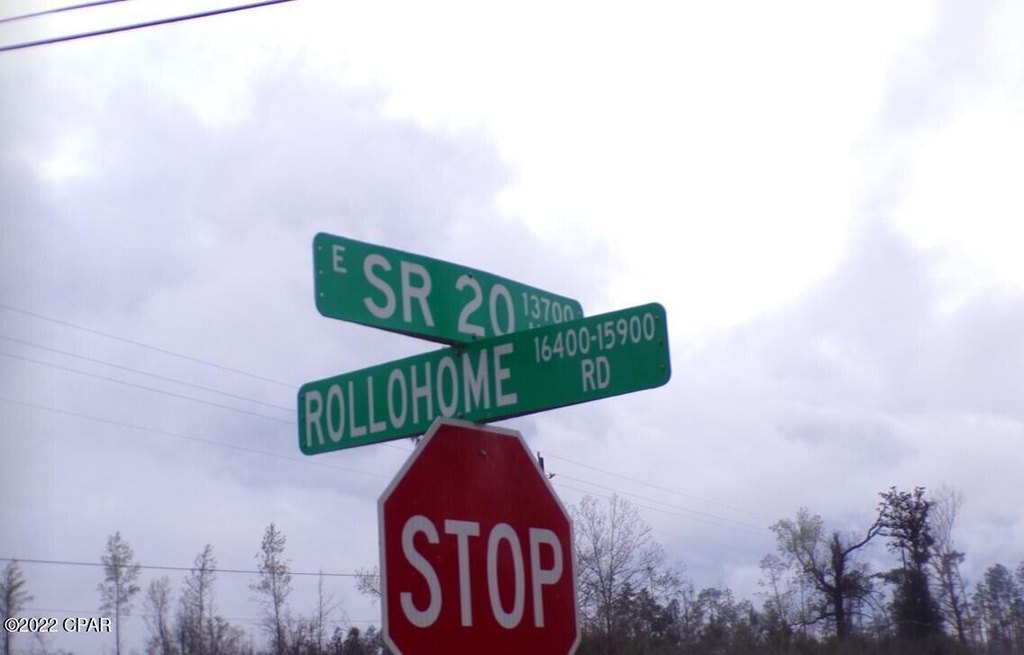 E SR 20 13700
ROLLOHOME 16400-15900
RD
STOP
©2022 CPAR